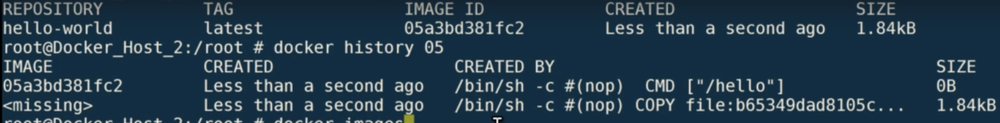 REPOSITORY TAG IMAGE ID CREATED SIZE
hello-world latest 05a3bd381fc2 Less than a second ago 1.84kB
root@Docker_Host_2:/root # docker history 05
IMAGE CREATED CREATED BY SIZE
05a3bd381fc2 Less than a second ago /bin/sh -c #(nop) CMD ["/hello"] 0B
<missing> Less than a second ago /bin/sh -c #(nop) COPY file:b65349dad8105c... 1.84kB
root@Docker_Host_2:/root # docker images